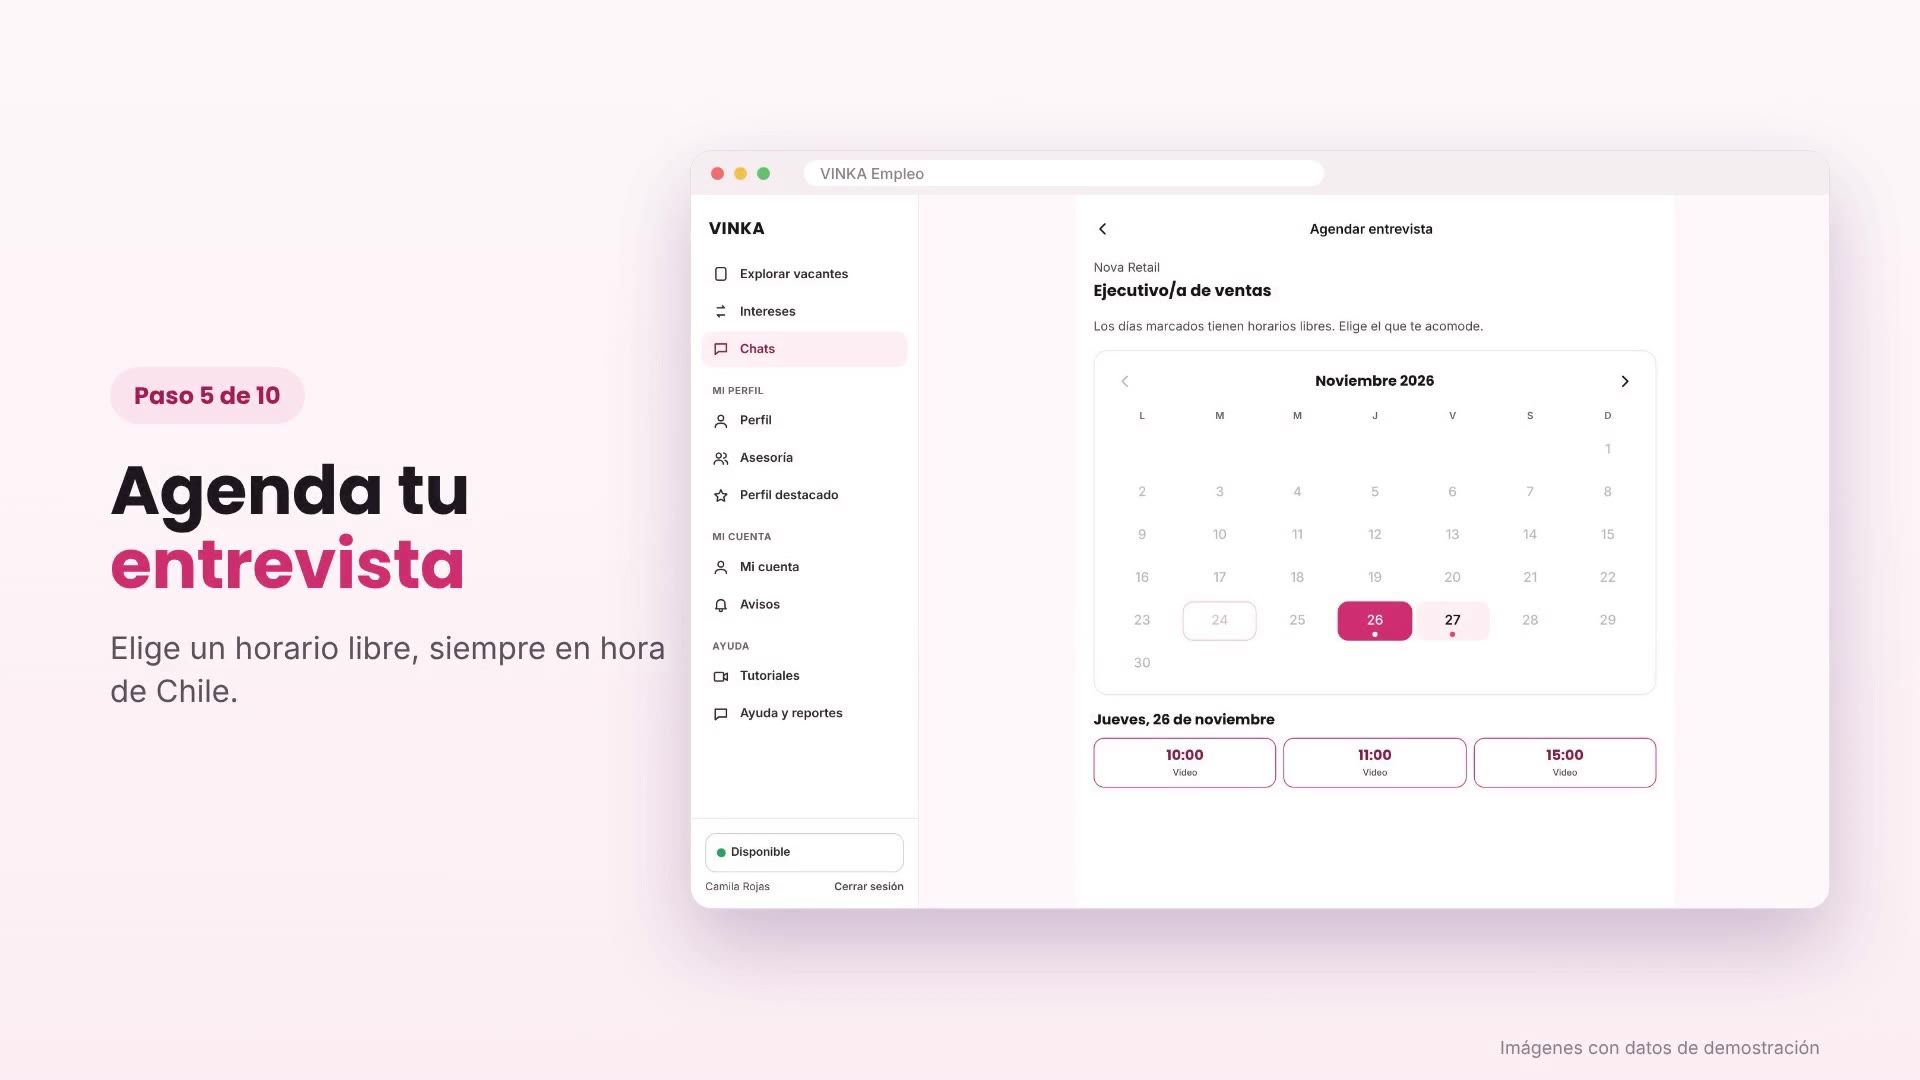 Paso 5 de 10
Agenda tu
entrevista
Elige un horario libre, siempre en hora
de Chile.
VINKA Empleo
VINKA
Explorar vacantes
Intereses
Chats
MI PERFIL
Perfil
Asesoría
Perfil destacado
MI CUENTA
Mi cuenta
Avisos
AYUDA
Tutoriales
Ayuda y reportes
Disponible
Camila Rojas Cerrar sesión
Agendar entrevista
Nova Retail
Ejecutivo/a de ventas
Los días marcados tienen horarios libres. Elige el que te acomode.
Noviembre 2026
L M M J V S D
1
2 3 4 5 6 7 8
9 10 11 12 13 14 15
16 17 18 19 20 21 22
23 24 25 26 27 28 29
30
Jueves, 26 de noviembre
10:00 11:00 15:00
Video Video Video
Imágenes con datos de demostración